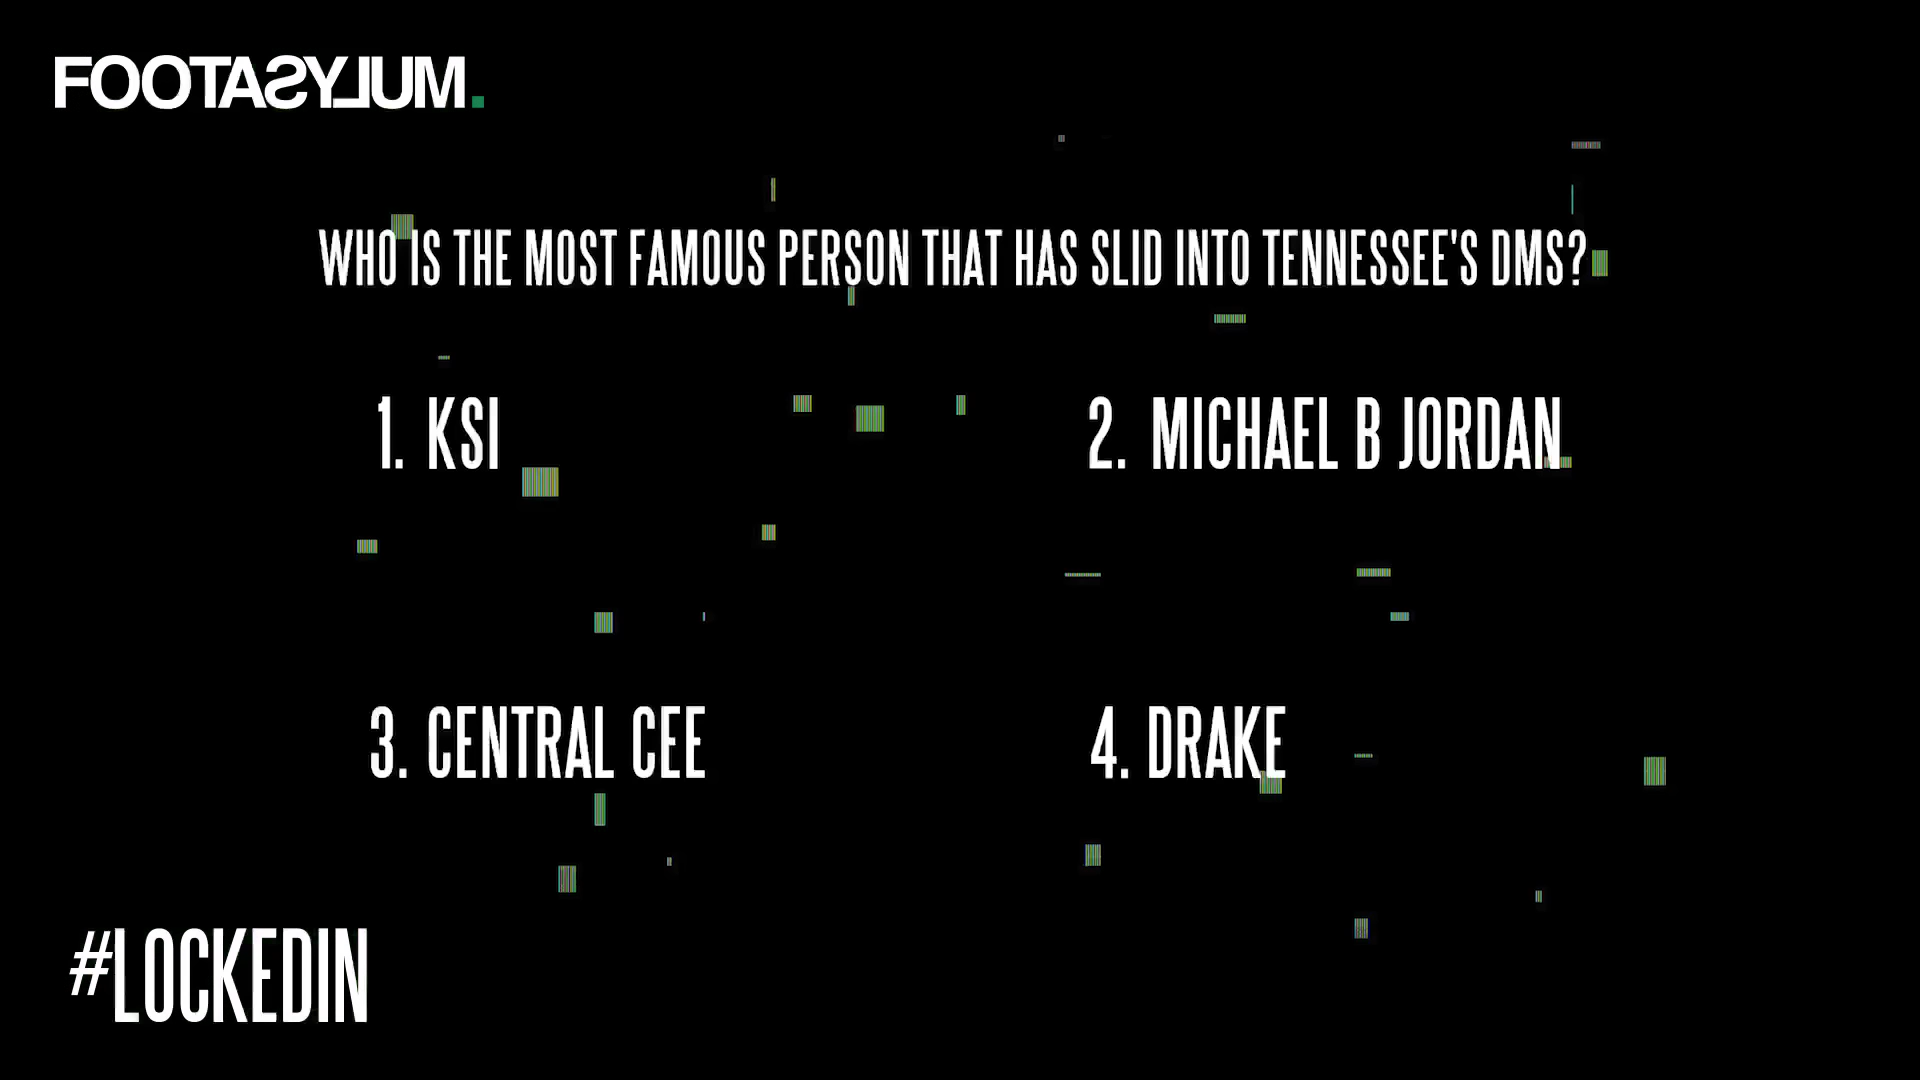 FOOTASYLUM.
WHO IS THE MOST FAMOUS PERSON THAT HAS SLID INTO TENNESSEE'S DMS?
1. KSI
2. MICHAEL B JORDAN
3. CENTRAL CEE
4. DRAKE
#LOCKEDIN